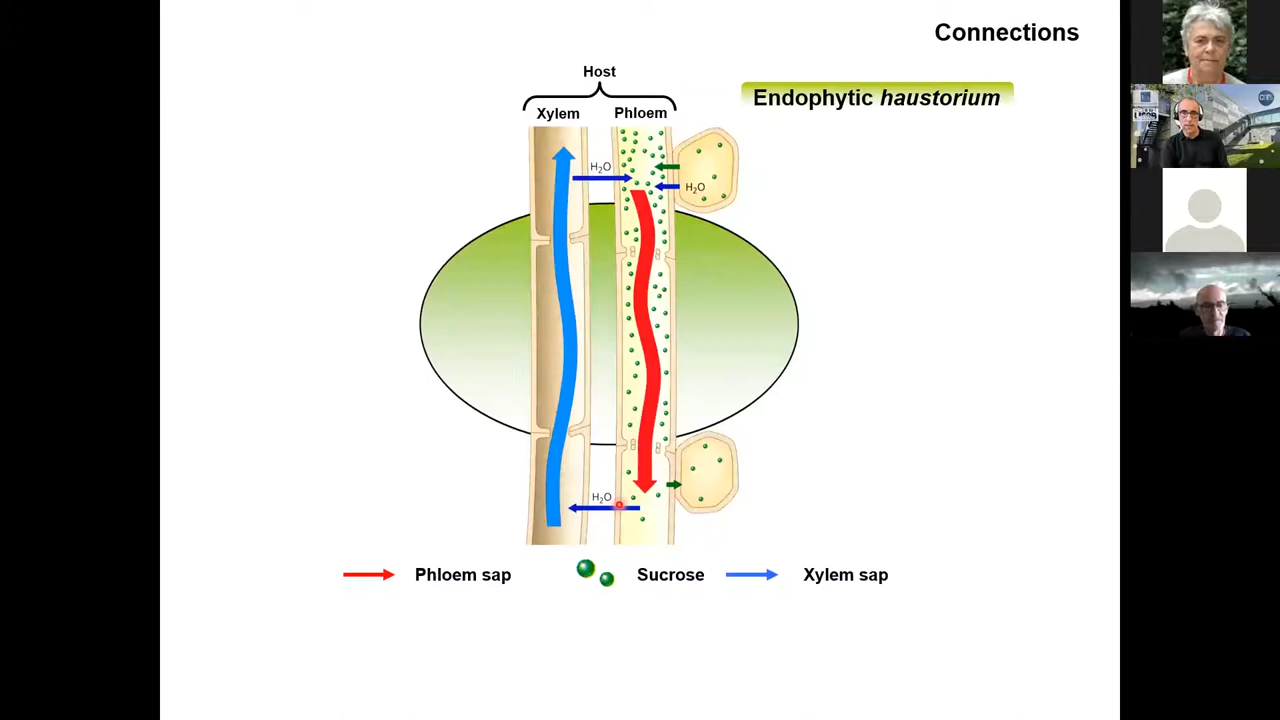 Connections
Host
Endophytic haustorium
Xylem
Phloem
H₂O
H₂O
H₂O
Phloem sap
Sucrose
Xylem sap